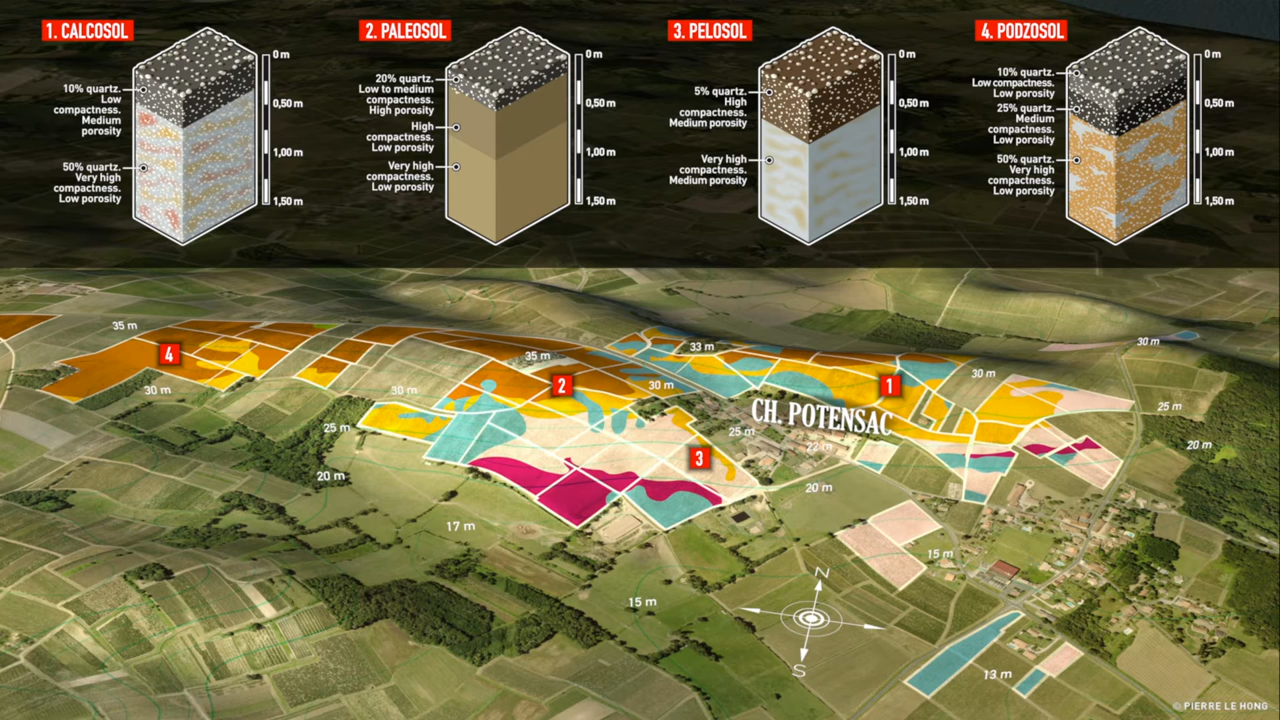 1. CALCOSOL
10% quartz.
Low
compactness.
Medium
porosity
50% quartz.
Very high
compactness.
Low porosity
0 m
0,50 m
1,00 m
1,50 m
2. PALEOSOL
20% quartz.
Low to medium
compactness.
High porosity
High
compactness.
Low porosity
Very high
compactness.
Low porosity
0 m
0,50 m
1,00 m
1,50 m
3. PELOSOL
5% quartz.
High
compactness.
Medium porosity
Very high
compactness.
Medium porosity
0 m
0,50 m
1,00 m
1,50 m
4. PODZOSOL
10% quartz.
Low compactness.
Low porosity
25% quartz.
Medium
compactness.
Low porosity
50% quartz.
Very high
compactness.
Low porosity
0 m
0,50 m
1,00 m
1,50 m
35 m
33 m
30 m
4
35 m
30 m
2
30 m
1
30 m
30 m
25 m
CH. POTENSAC
25 m
25 m
22 m
20 m
3
20 m
20 m
17 m
15 m
15 m
N
S
13 m
© PIERRE LE HONG